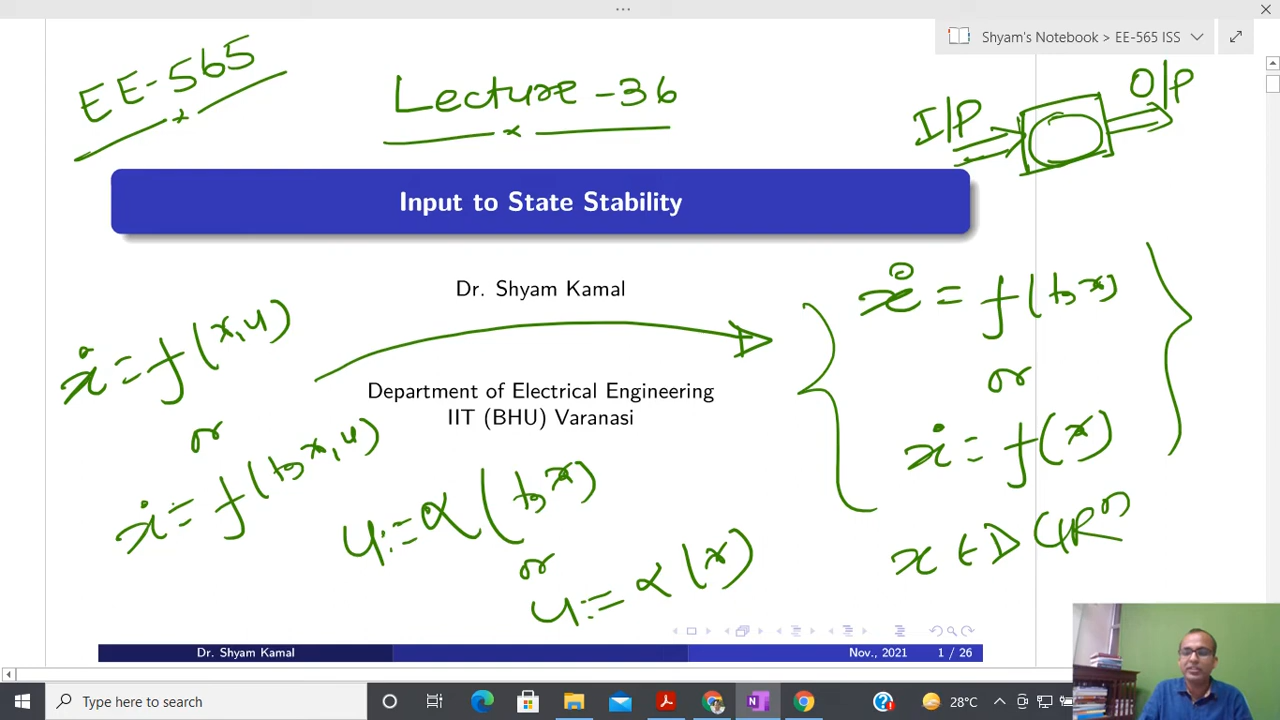 Shyam's Notebook > EE-565 ISS
EE-565
Lecture-36
I/P
O/P
Input to State Stability
Dr. Shyam Kamal
Department of Electrical Engineering
IIT (BHU) Varanasi
ẋ = f(x,u)
or
ẋ = f(t,x,u)
u := α(t,x)
or
u := α(x)
ẋ = f(t,x)
or
ẋ = f(x)
x ∈ D ⊂ ℝⁿ
Dr. Shyam Kamal
Nov., 2021
1 / 26
Type here to search
28°C